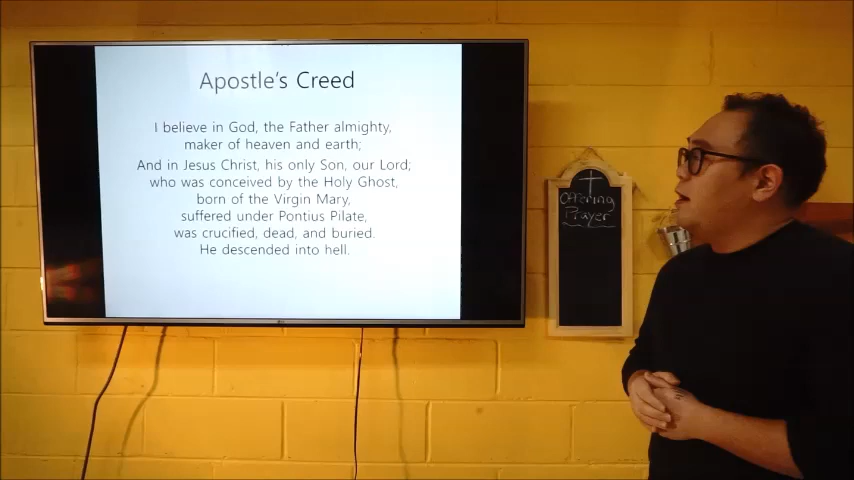 Apostle's Creed
I believe in God, the Father almighty,
maker of heaven and earth;
And in Jesus Christ, his only Son, our Lord;
who was conceived by the Holy Ghost,
born of the Virgin Mary,
suffered under Pontius Pilate,
was crucified, dead, and buried.
He descended into hell.
Offering
Prayer